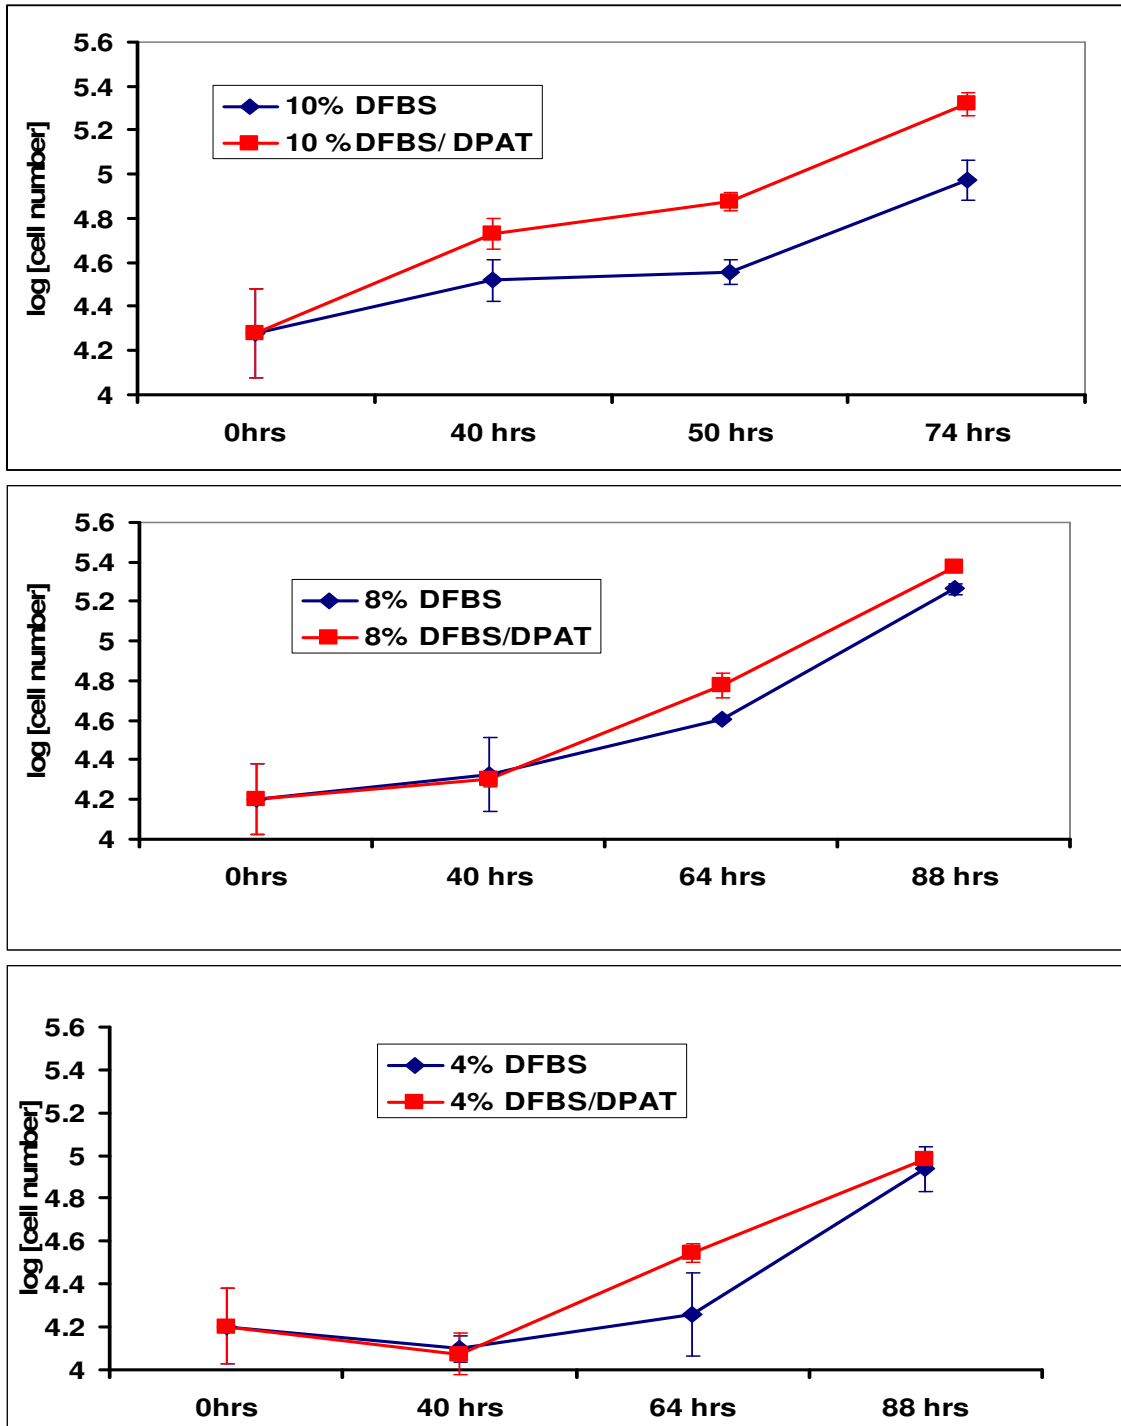 5.6
5.4
5.2
5
4.8
4.6
4.4
4.2
4
log [cell number]
10% DFBS
10 %DFBS/ DPAT
0hrs 40 hrs 50 hrs 74 hrs
5.6
5.4
5.2
5
4.8
4.6
4.4
4.2
4
log [cell number]
8% DFBS
8% DFBS/DPAT
0hrs 40 hrs 64 hrs 88 hrs
5.6
5.4
5.2
5
4.8
4.6
4.4
4.2
4
log [cell number]
4% DFBS
4% DFBS/DPAT
0hrs 40 hrs 64 hrs 88 hrs